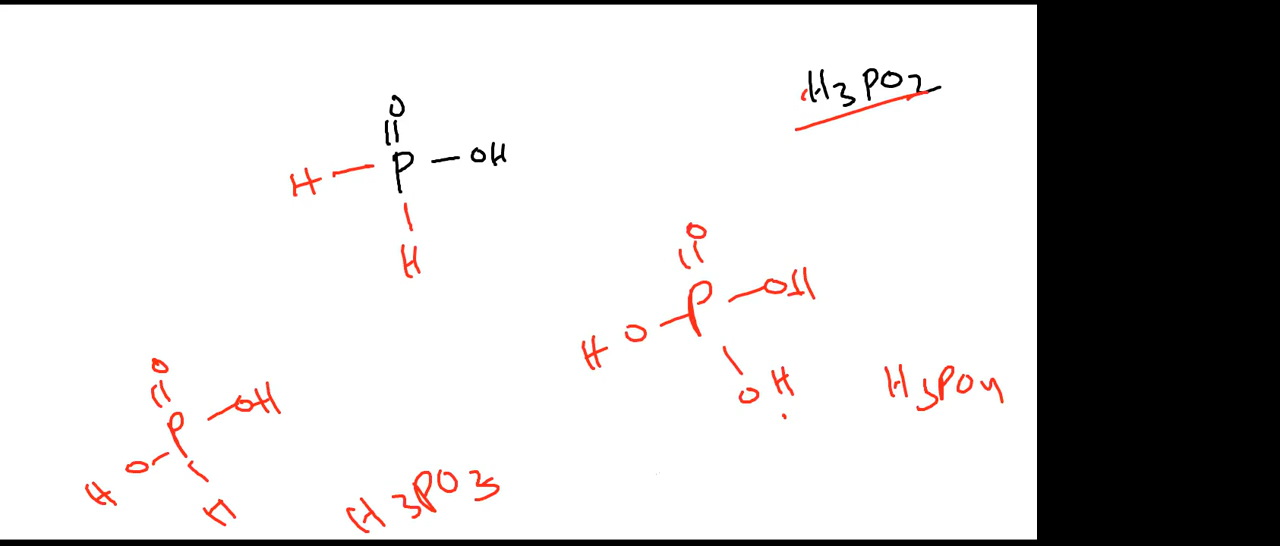 H3PO2
O
||
H — P — OH
|
H
O
||
P — OH
H O
OH
H3PO4
O
||
P — OH
H O
H
H3PO3